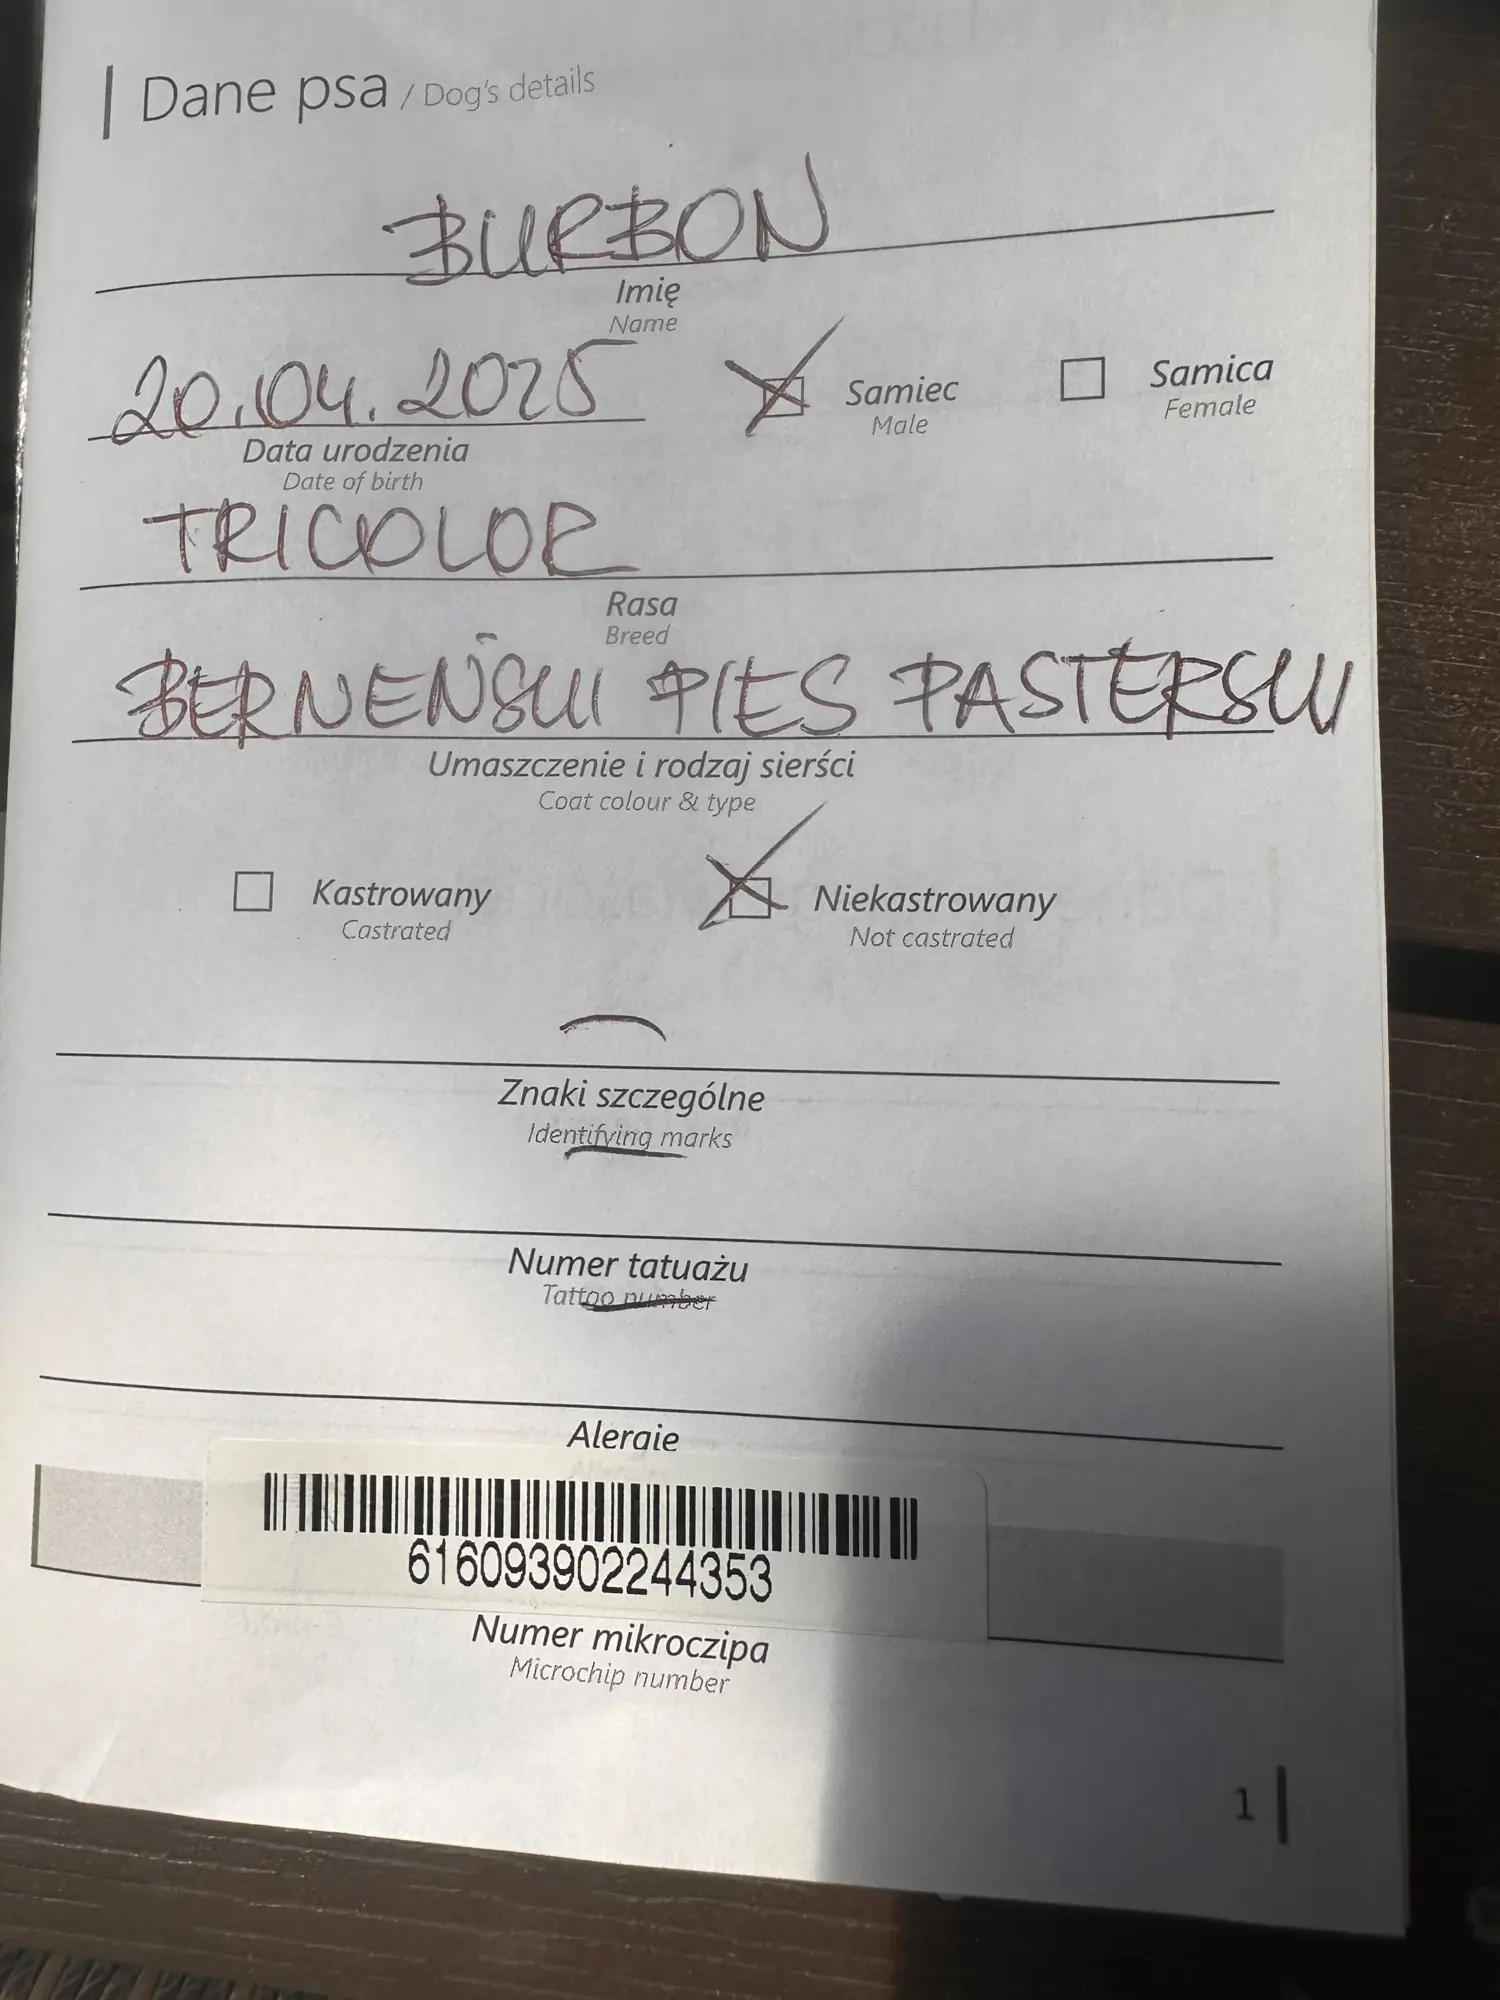 Dane psa / Dog's details
BURBON
Imię
Name
20.04.2025
Samiec
Male
Samica
Female
Data urodzenia
Date of birth
TRICOLOR
Rasa
Breed
BERNEŃSKI PIES PASTERSKI
Umaszczenie i rodzaj sierści
Coat colour & type
Kastrowany
Castrated
Niekastrowany
Not castrated
Znaki szczególne
Identifying marks
Numer tatuażu
Tattoo number
Alergie
616093902244353
Numer mikroczipa
Microchip number
1